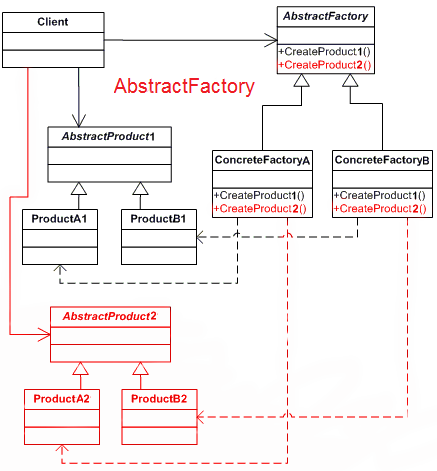 Client
AbstractFactory
+CreateProduct1()
+CreateProduct2()
AbstractFactory
AbstractProduct1
ConcreteFactoryA
+CreateProduct1()
+CreateProduct2()
ConcreteFactoryB
+CreateProduct1()
+CreateProduct2()
ProductA1
ProductB1
AbstractProduct2
ProductA2
ProductB2